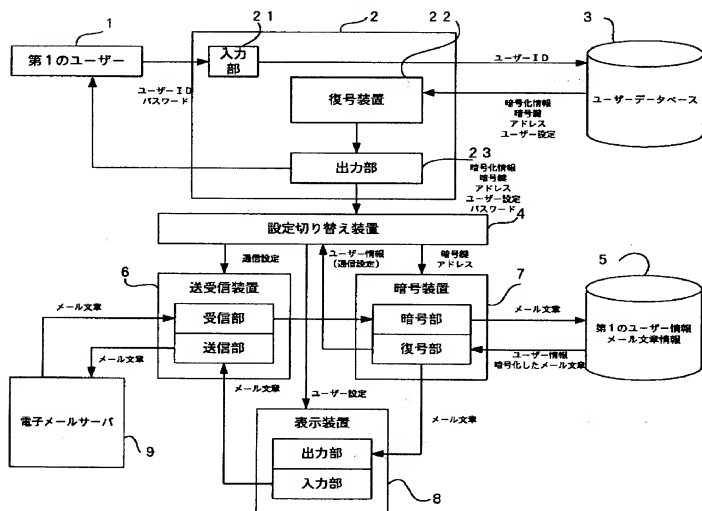 1
21
2
22
3
第1のユーザー
入力部
ユーザーID
ユーザーID
パスワード
復号装置
暗号化情報
暗号鍵
アドレス
ユーザー設定
ユーザーデータベース
出力部
23
暗号化情報
暗号鍵
アドレス
ユーザー設定
パスワード
設定切り替え装置
4
通信設定
ユーザー情報
(通信設定)
暗号鍵
アドレス
6
送受信装置
受信部
送信部
暗号装置
暗号部
復号部
7
5
メール文章
メール文章
メール文章
メール文章
第1のユーザー情報
メール文章情報
ユーザー情報
暗号化したメール文章
電子メールサーバ
9
ユーザー設定
メール文章
表示装置
出力部
入力部
8